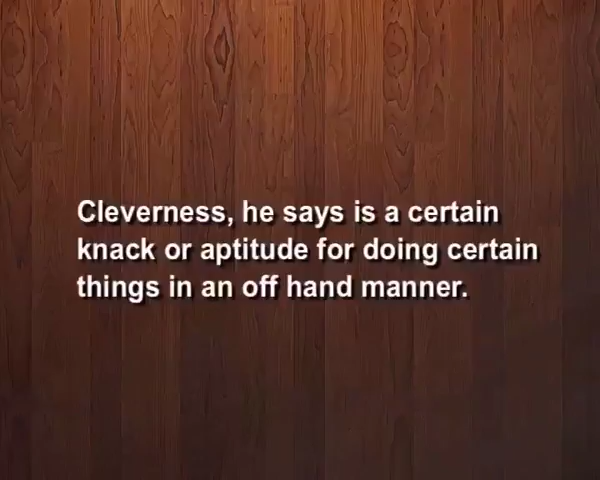 Cleverness, he says is a certain
knack or aptitude for doing certain
things in an off hand manner.